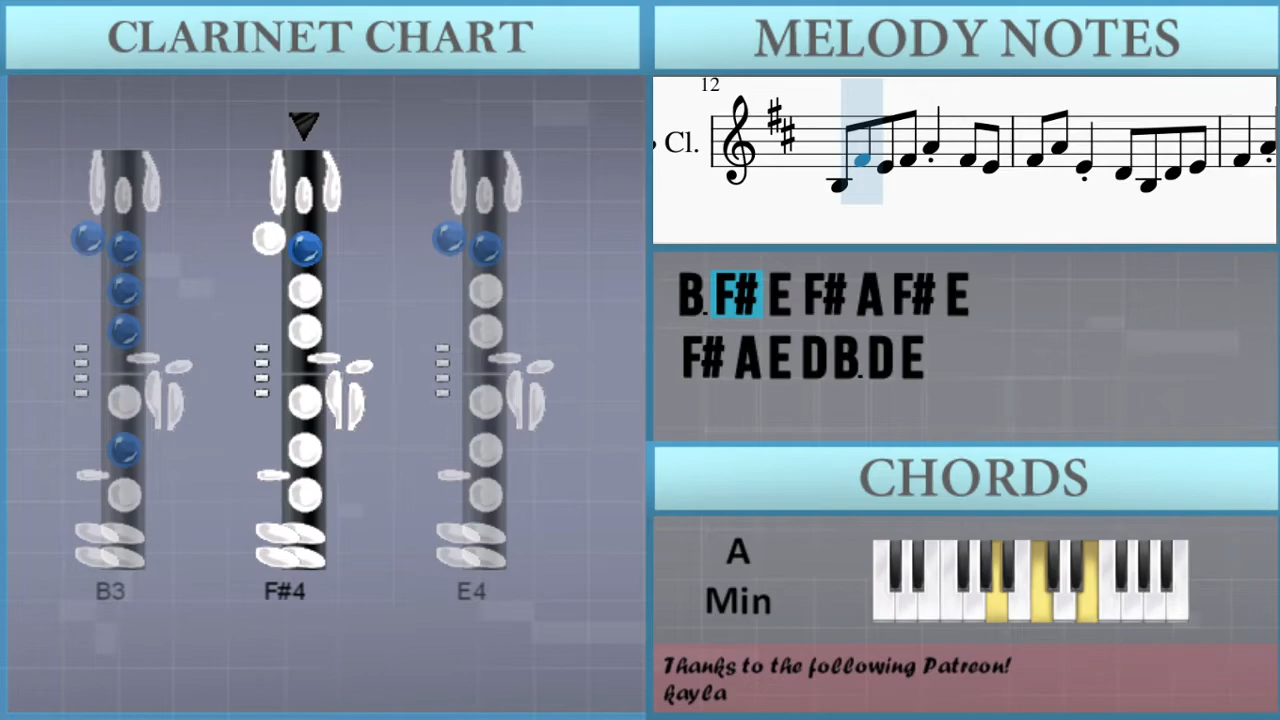 CLARINET CHART
B3
F#4
E4
MELODY NOTES
12
Cl.
B. F# E F# A F# E
F# A E D B. D E
CHORDS
A
Min
Thanks to the following Patreon!
kayla